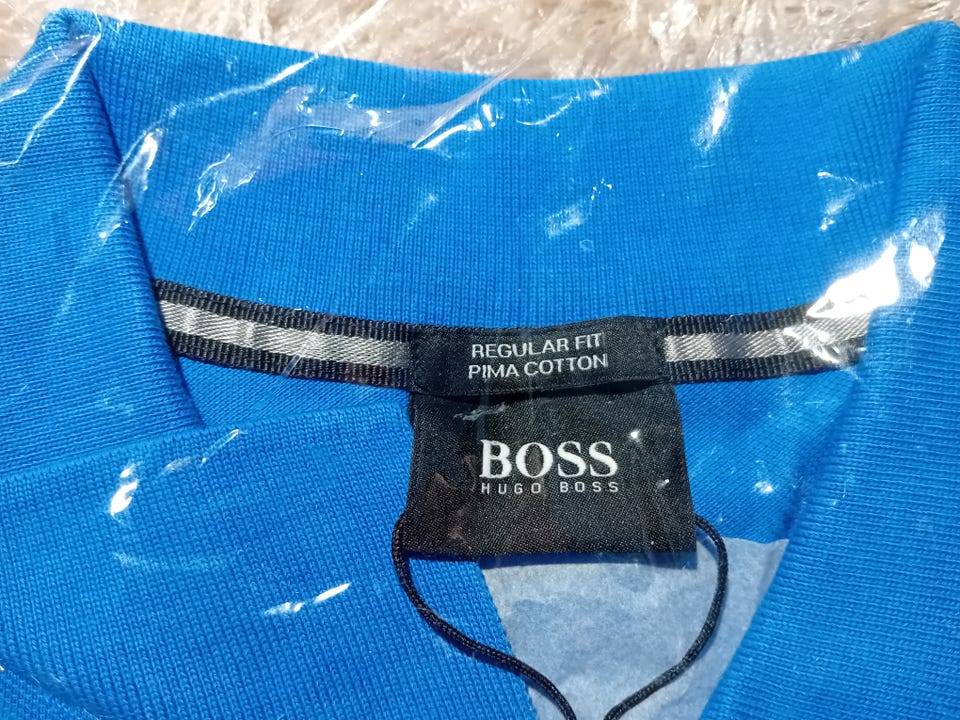 REGULAR FIT
PIMA COTTON
BOSS
HUGO BOSS